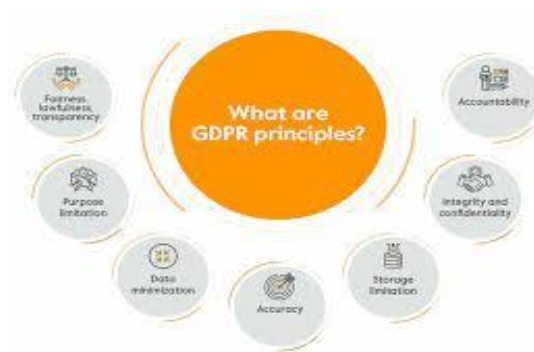 What are
GDPR principles?
Fairness,
lawfulness,
transparency
Purpose
limitation
Data
minimization
Accuracy
Storage
limitation
Integrity and
confidentiality
Accountability